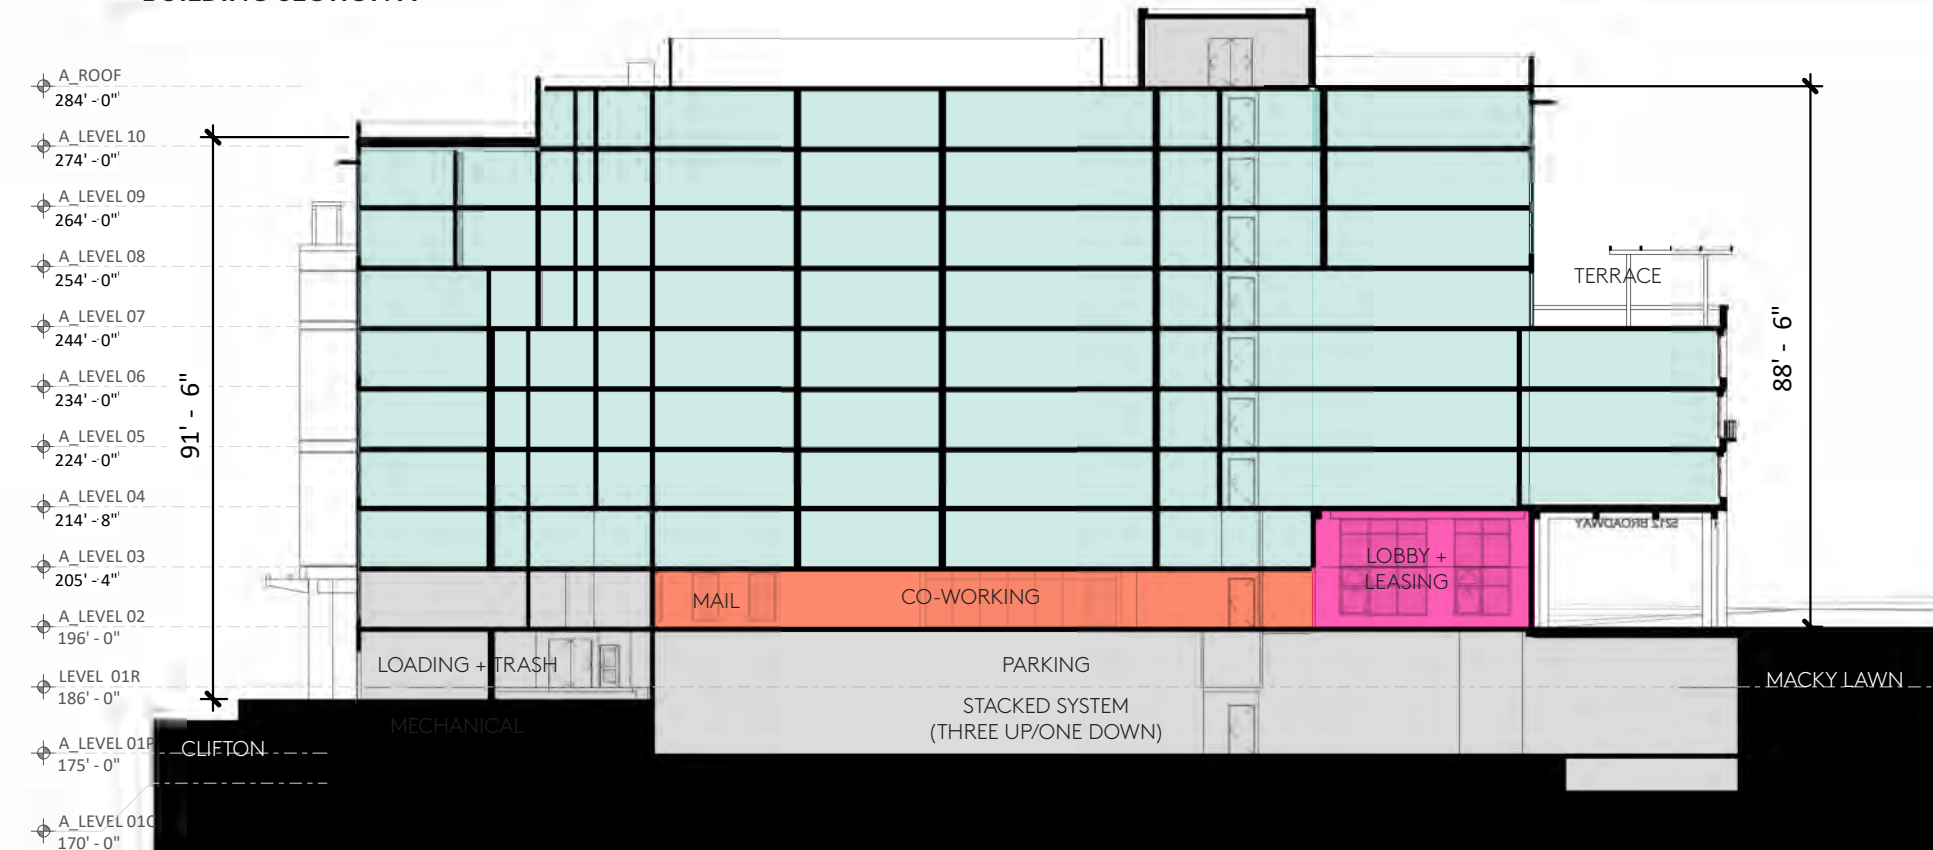 A_ROOF
284' - 0"
A_LEVEL 10
274' - 0"
A_LEVEL 09
264' - 0"
A_LEVEL 08
254' - 0"
A_LEVEL 07
244' - 0"
A_LEVEL 06
234' - 0"
A_LEVEL 05
224' - 0"
A_LEVEL 04
214' - 8"
A_LEVEL 03
205' - 4"
A_LEVEL 02
196' - 0"
LEVEL 01R
186' - 0"
A_LEVEL 01P
175' - 0"
170' - 0"
91' - 6"
88' - 6"
TERRACE
5212 BROADWAY
LOBBY +
LEASING
MAIL
CO-WORKING
LOADING + TRASH
PARKING
STACKED SYSTEM
(THREE UP/ONE DOWN)
MECHANICAL
CLIFTON
MACKY LAWN